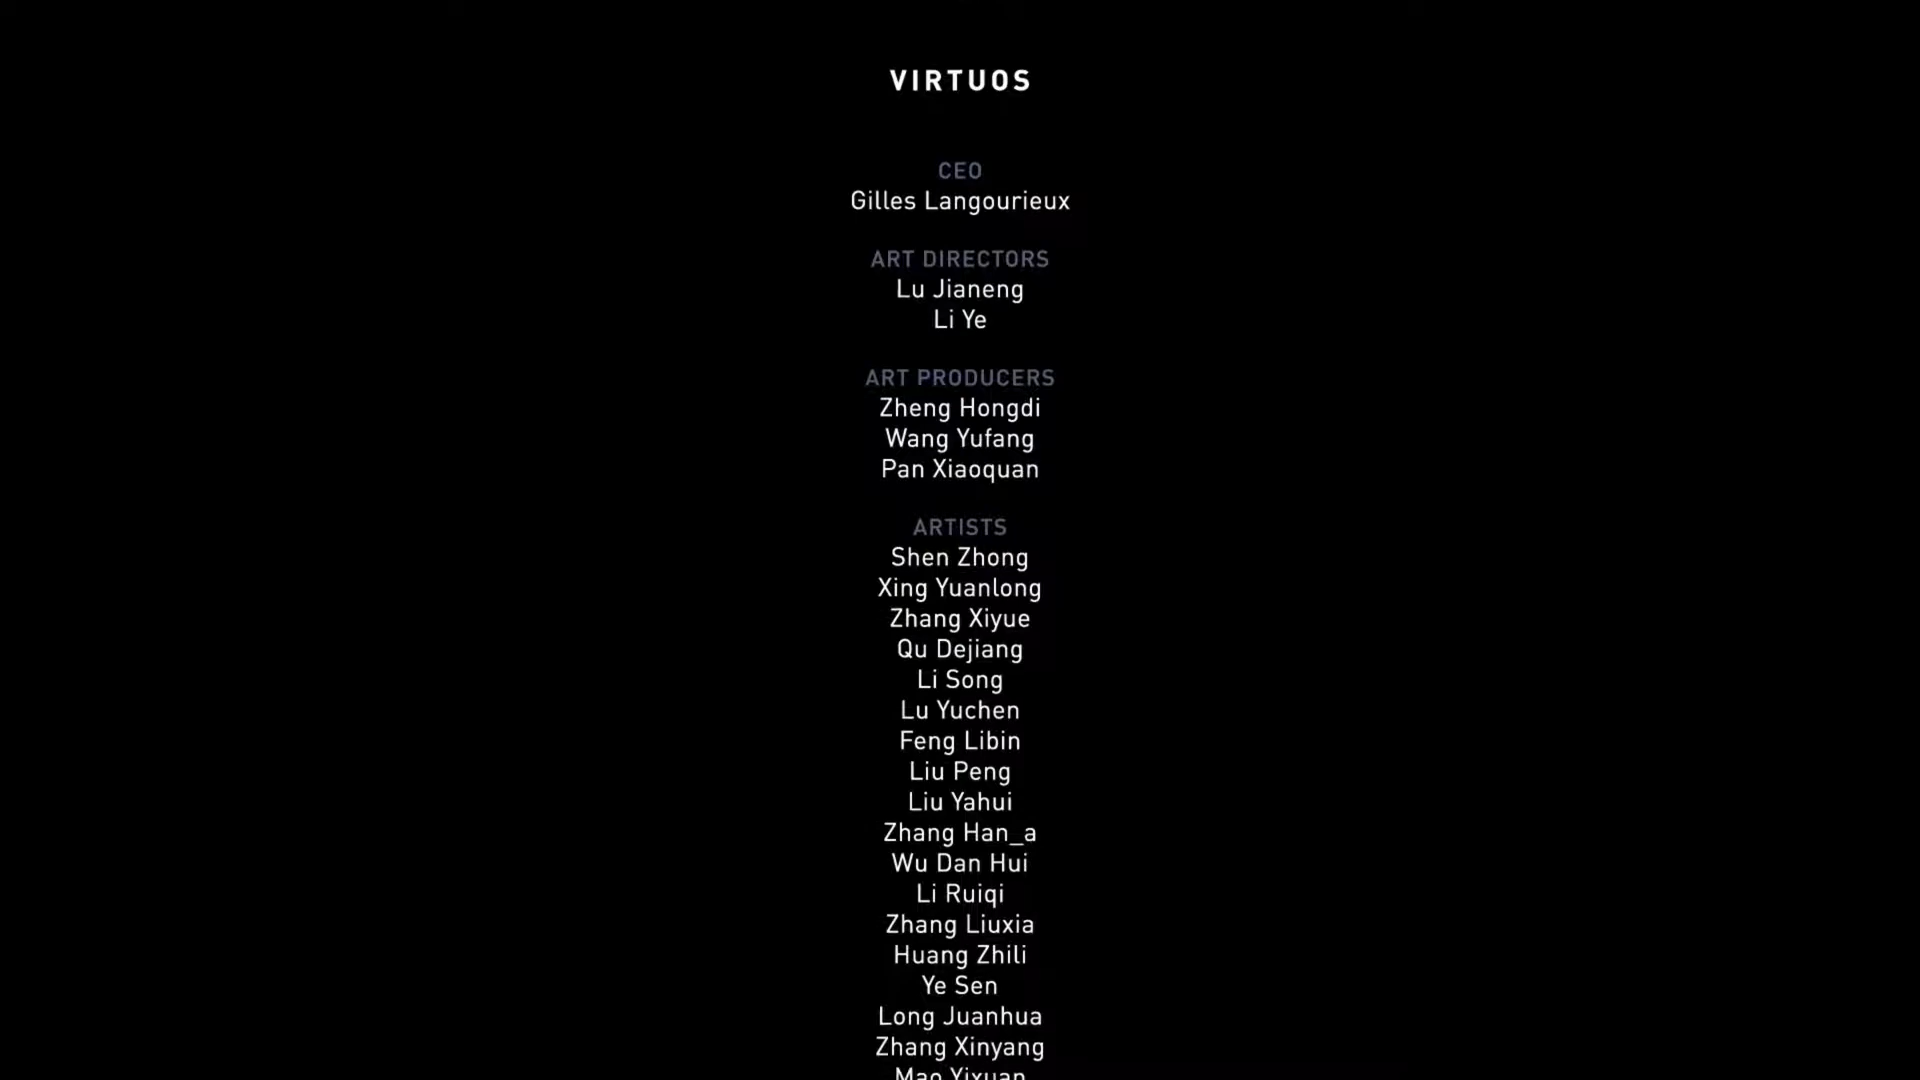 VIRTUOS
CEO
Gilles Langourieux
ART DIRECTORS
Lu Jianeng
Li Ye
ART PRODUCERS
Zheng Hongdi
Wang Yufang
Pan Xiaoquan
ARTISTS
Shen Zhong
Xing Yuanlong
Zhang Xiyue
Qu Dejiang
Li Song
Lu Yuchen
Feng Libin
Liu Peng
Liu Yahui
Zhang Han_a
Wu Dan Hui
Li Ruiqi
Zhang Liuxia
Huang Zhili
Ye Sen
Long Juanhua
Zhang Xinyang
Mao Yixuan